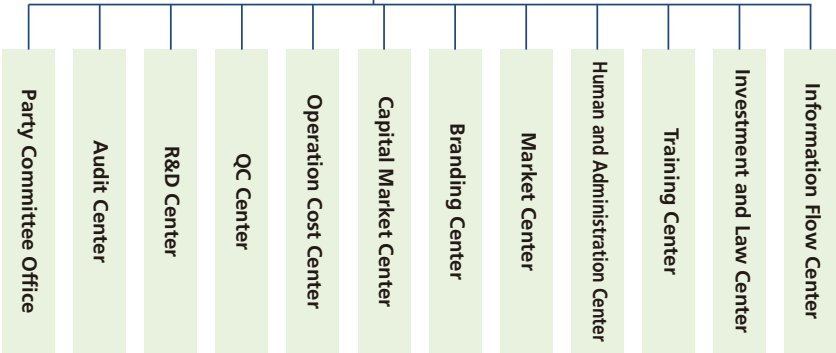 Party Committee Office
Audit Center
R&D Center
QC Center
Operation Cost Center
Capital Market Center
Branding Center
Market Center
Human and Administration Center
Training Center
Investment and Law Center
Information Flow Center